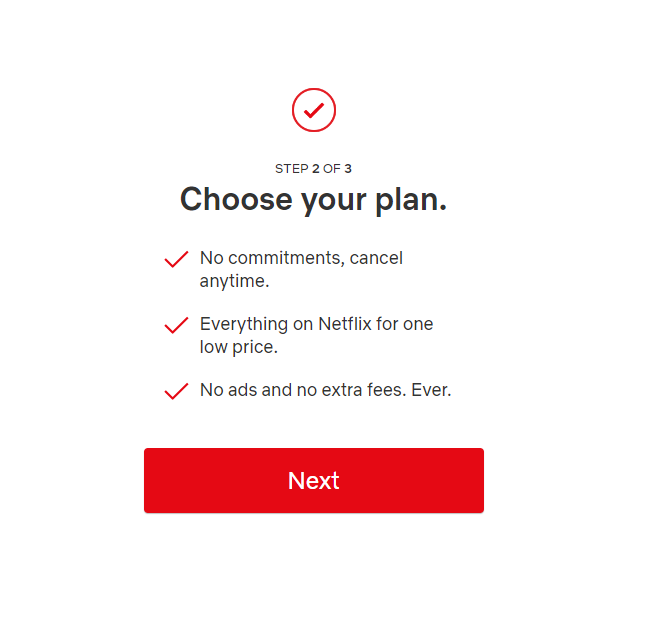 STEP 2 OF 3
Choose your plan.
No commitments, cancel
anytime.
Everything on Netflix for one
low price.
No ads and no extra fees. Ever.
Next